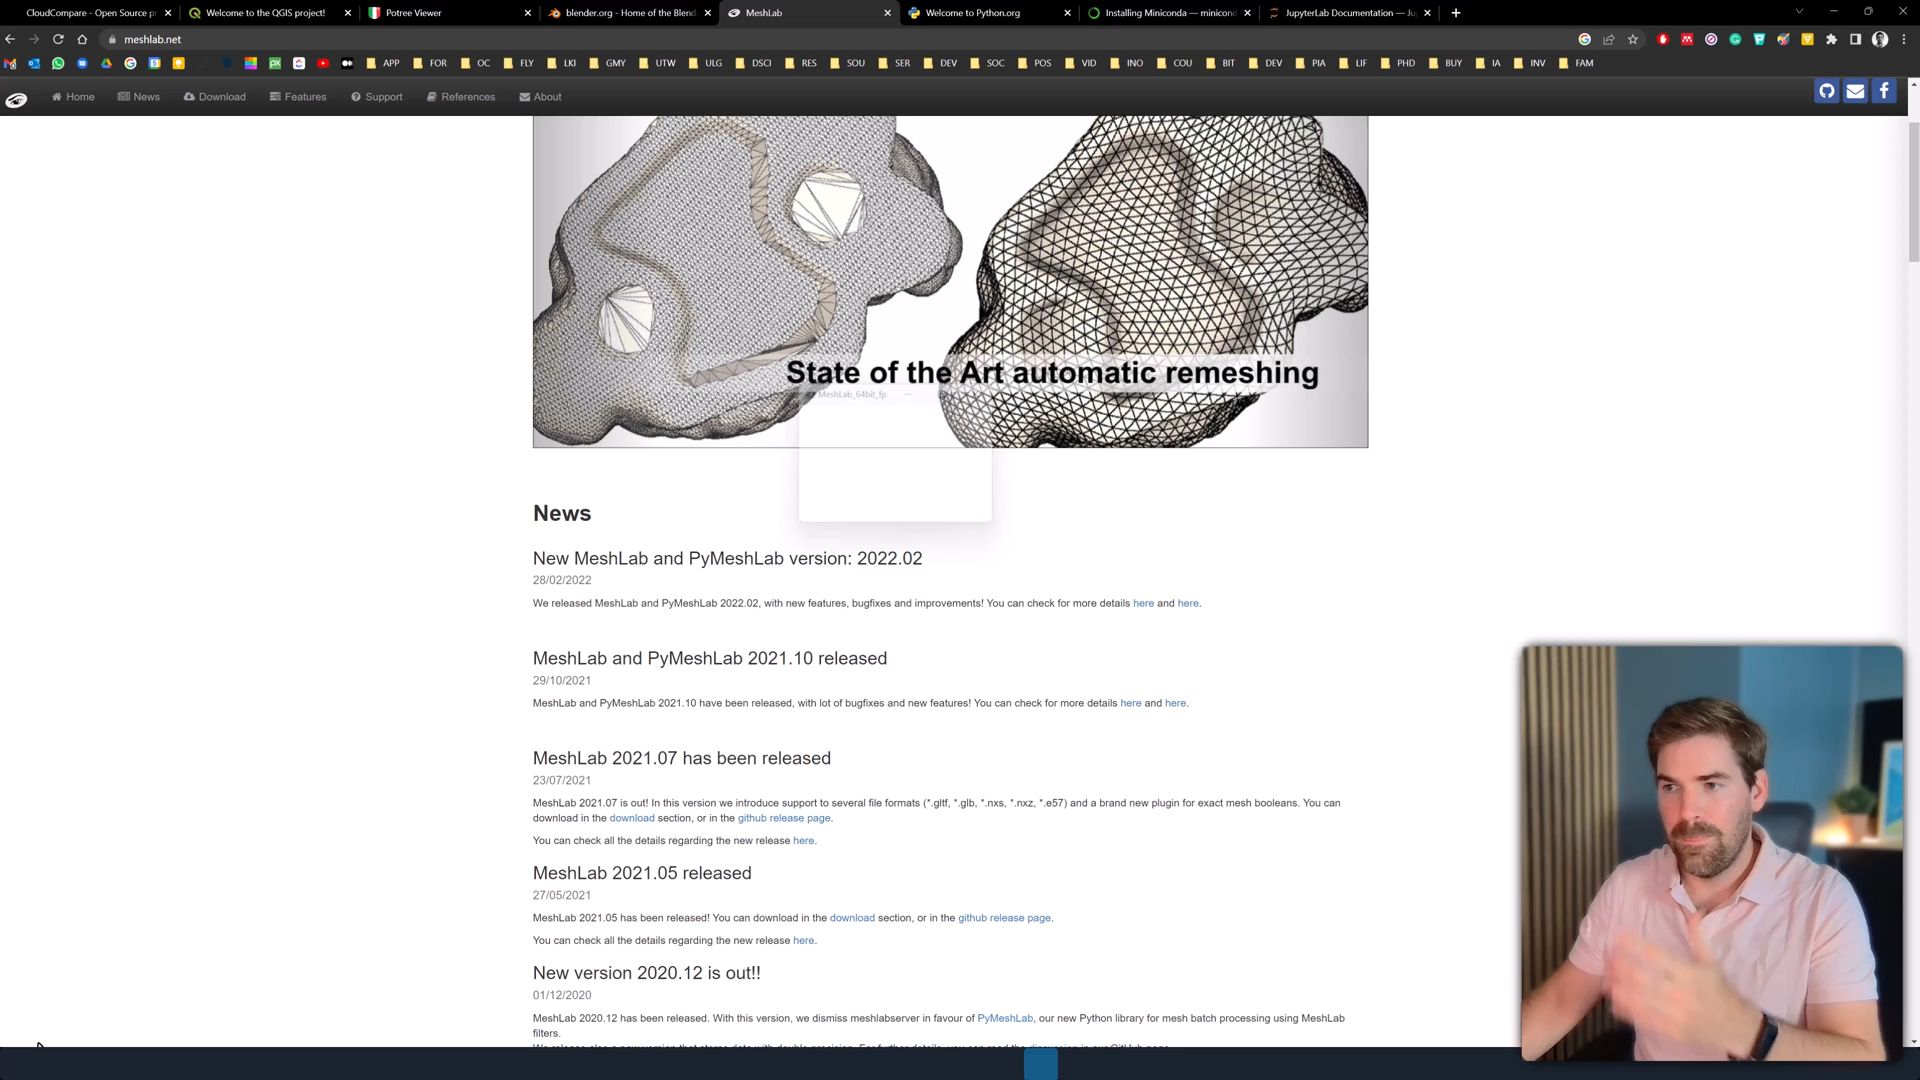 CloudCompare - Open Source pr
Welcome to the QGIS project!
Potree Viewer
blender.org - Home of the Blend
MeshLab
Welcome to Python.org
Installing Miniconda — minicond
JupyterLab Documentation — Ju
meshlab.net
APP
FOR
OC
FLY
LKI
GMY
UTW
ULG
DSCI
RES
SOU
SER
DEV
SOC
POS
VID
INO
COU
BIT
DEV
PIA
LIF
PHD
BUY
IA
INV
FAM
Home
News
Download
Features
Support
References
About
State of the Art automatic remeshing
MeshLab_64bit_fp
News
New MeshLab and PyMeshLab version: 2022.02
28/02/2022
We released MeshLab and PyMeshLab 2022.02, with new features, bugfixes and improvements! You can check for more details here and here.
MeshLab and PyMeshLab 2021.10 released
29/10/2021
MeshLab and PyMeshLab 2021.10 have been released, with lot of bugfixes and new features! You can check for more details here and here.
MeshLab 2021.07 has been released
23/07/2021
MeshLab 2021.07 is out! In this version we introduce support to several file formats (*.gltf, *.glb, *.nxs, *.nxz, *.e57) and a brand new plugin for exact mesh booleans. You can
download in the download section, or in the github release page.
You can check all the details regarding the new release here.
MeshLab 2021.05 released
27/05/2021
MeshLab 2021.05 has been released! You can download in the download section, or in the github release page.
You can check all the details regarding the new release here.
New version 2020.12 is out!!
01/12/2020
MeshLab 2020.12 has been released. With this version, we dismiss meshlabserver in favour of PyMeshLab, our new Python library for mesh batch processing using MeshLab
filters.